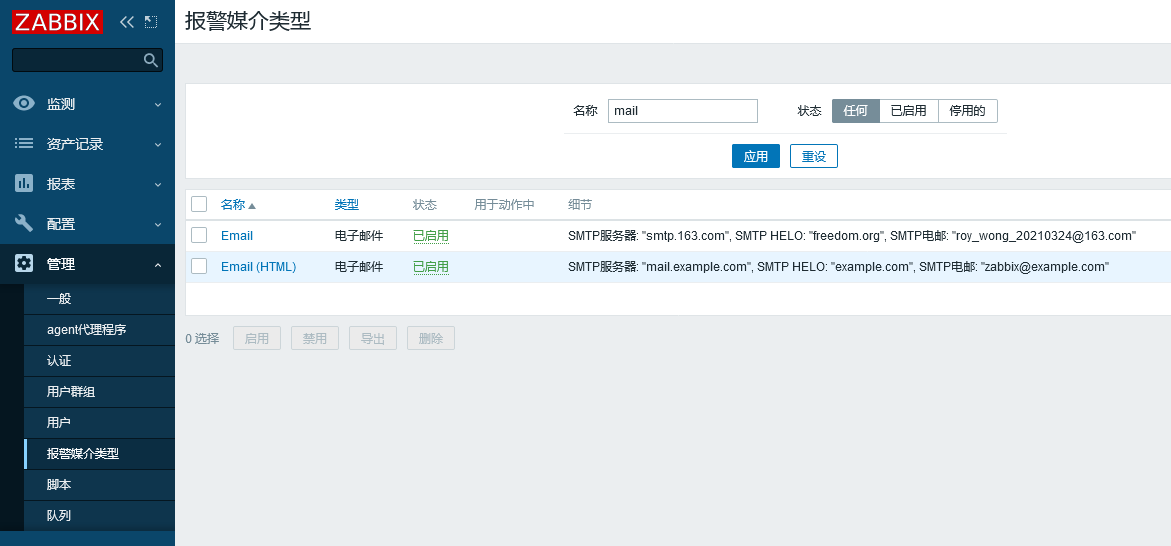 ZABBIX
报警媒介类型
监测
资产记录
报表
配置
管理
一般
agent代理程序
认证
用户群组
用户
报警媒介类型
脚本
队列
名称 mail 状态 任何 已启用 停用的
应用 重设
名称 类型 状态 用于动作中 细节
Email 电子邮件 已启用 SMTP服务器: "smtp.163.com", SMTP HELO: "freedom.org", SMTP电邮: "roy_wong_20210324@163.com"
Email (HTML) 电子邮件 已启用 SMTP服务器: "mail.example.com", SMTP HELO: "example.com", SMTP电邮: "zabbix@example.com"
0 选择 启用 禁用 导出 删除